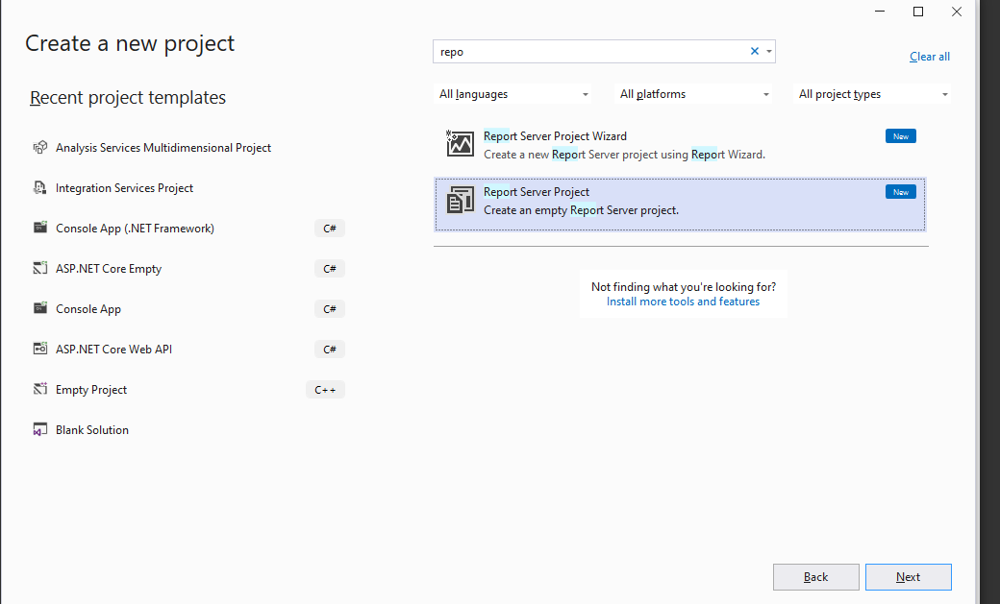 Create a new project
Recent project templates
Analysis Services Multidimensional Project
Integration Services Project
Console App (.NET Framework)
C#
ASP.NET Core Empty
C#
Console App
C#
ASP.NET Core Web API
C#
Empty Project
C++
Blank Solution
repo
Clear all
All languages
All platforms
All project types
Report Server Project Wizard
New
Create a new Report Server project using Report Wizard.
Report Server Project
New
Create an empty Report Server project.
Not finding what you're looking for?
Install more tools and features
Back
Next